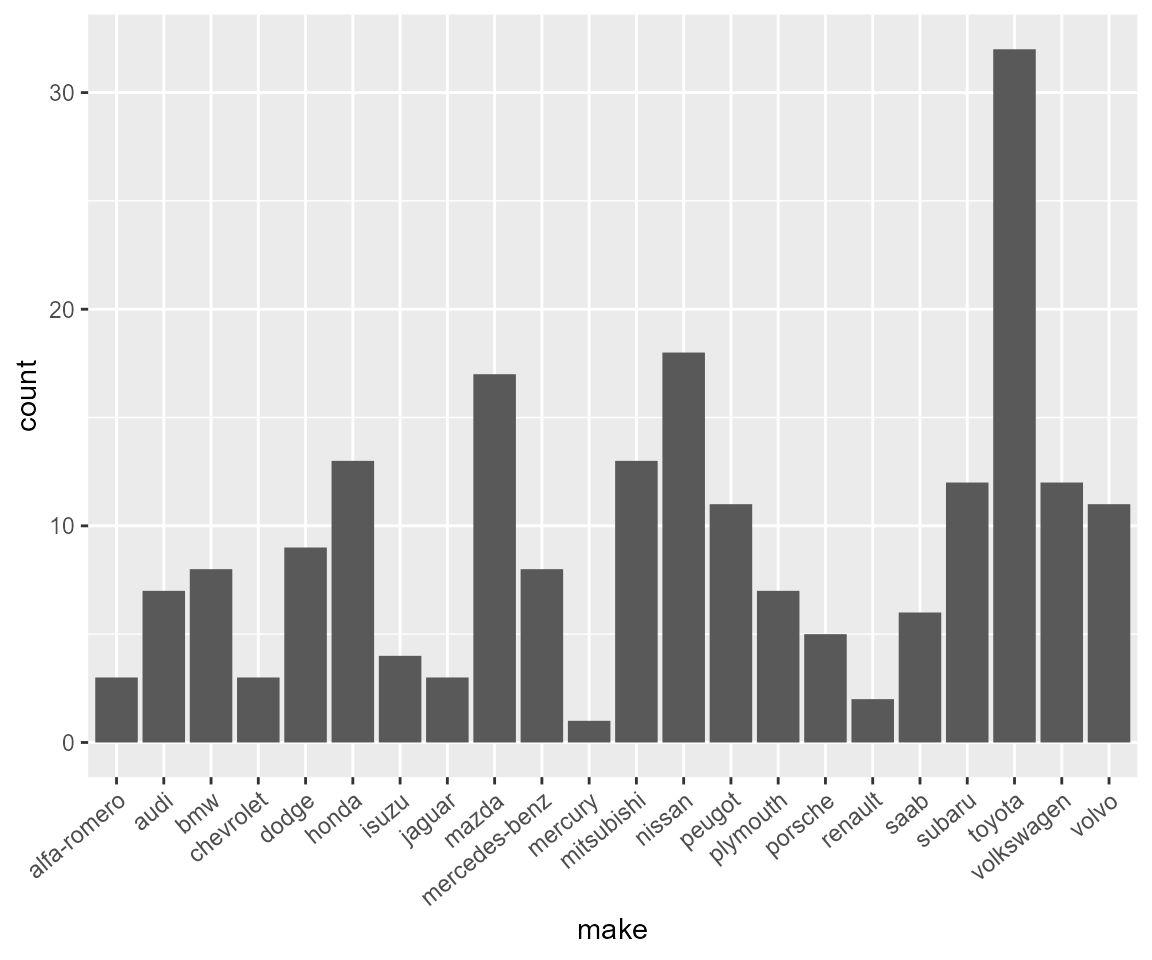 30
20
10
0
count
alfa-romero
audi
bmw
chevrolet
dodge
honda
isuzu
jaguar
mazda
mercedes-benz
mercury
mitsubishi
nissan
peugot
plymouth
porsche
renault
saab
subaru
toyota
volkswagen
volvo
make